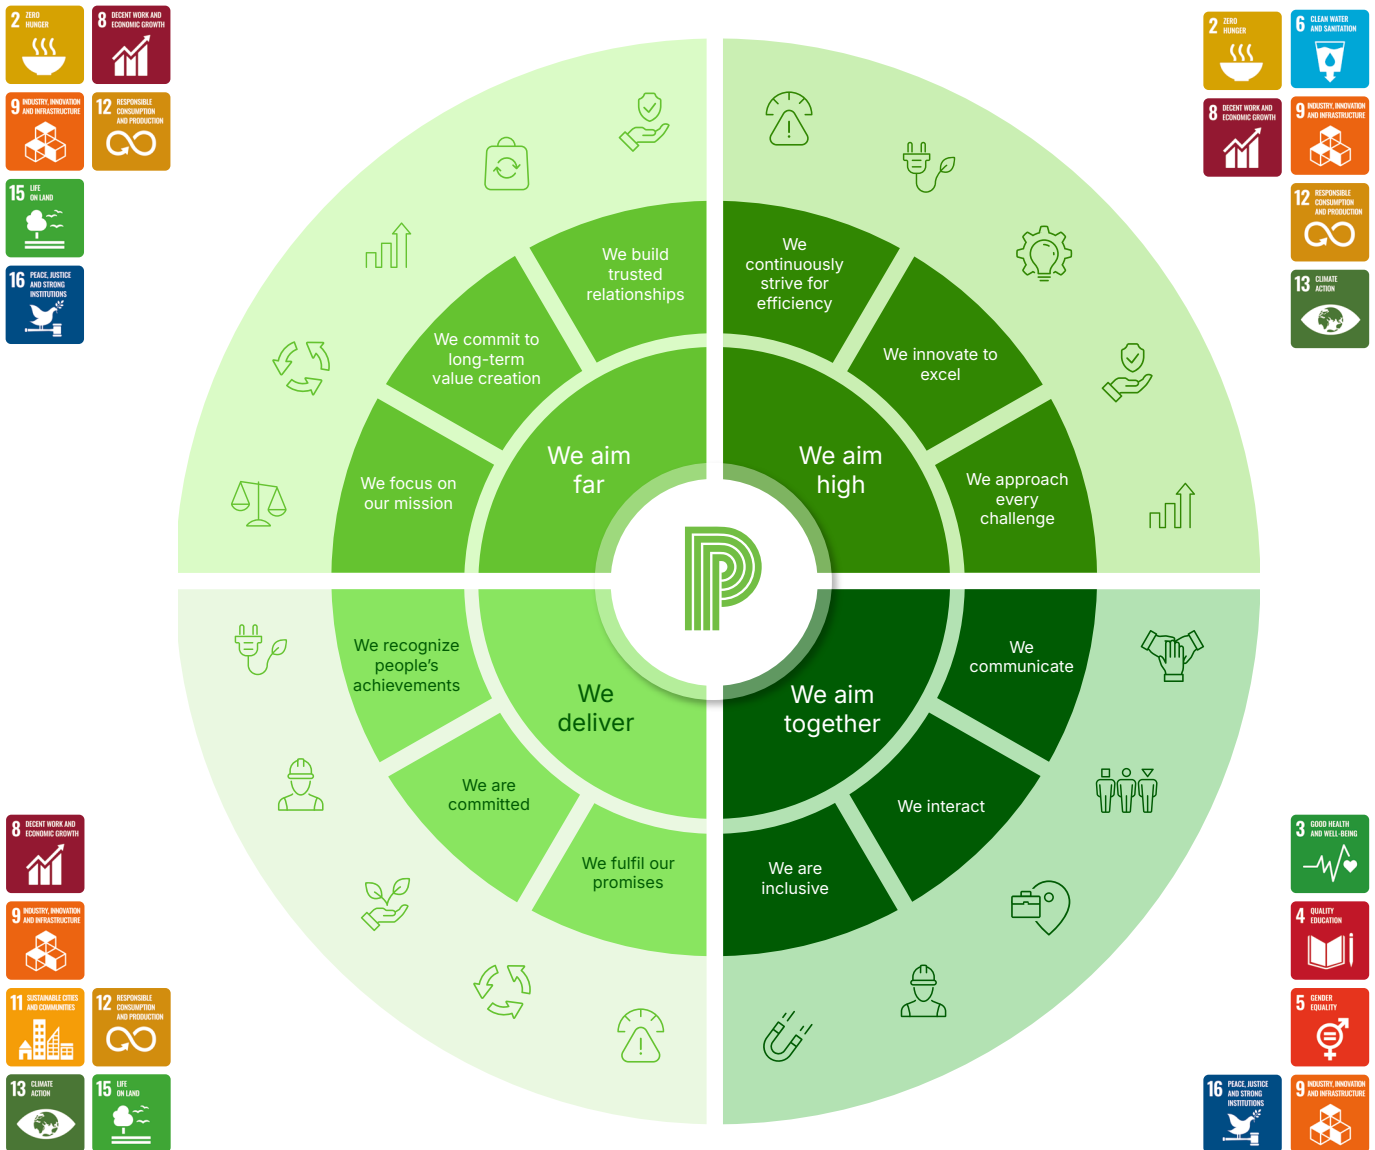 2 ZERO
HUNGER
8 DECENT WORK AND
ECONOMIC GROWTH
9 INDUSTRY, INNOVATION
AND INFRASTRUCTURE
12 RESPONSIBLE
CONSUMPTION
AND PRODUCTION
15 LIFE
ON LAND
16 PEACE, JUSTICE
AND STRONG
INSTITUTIONS
2 ZERO
HUNGER
6 CLEAN WATER
AND SANITATION
8 DECENT WORK AND
ECONOMIC GROWTH
9 INDUSTRY, INNOVATION
AND INFRASTRUCTURE
12 RESPONSIBLE
CONSUMPTION
AND PRODUCTION
13 CLIMATE
ACTION
We build
trusted
relationships
We commit to
long-term
value creation
We focus on
our mission
We aim
far
We
continuously
strive for
efficiency
We innovate to
excel
We approach
every
challenge
We aim
high
We recognize
people’s
achievements
We are
committed
We fulfil our
promises
We
deliver
We
communicate
We interact
We are
inclusive
We aim
together
P
8 DECENT WORK AND
ECONOMIC GROWTH
9 INDUSTRY, INNOVATION
AND INFRASTRUCTURE
11 SUSTAINABLE CITIES
AND COMMUNITIES
12 RESPONSIBLE
CONSUMPTION
AND PRODUCTION
13 CLIMATE
ACTION
15 LIFE
ON LAND
3 GOOD HEALTH
AND WELL-BEING
4 QUALITY
EDUCATION
5 GENDER
EQUALITY
16 PEACE, JUSTICE
AND STRONG
INSTITUTIONS
9 INDUSTRY, INNOVATION
AND INFRASTRUCTURE